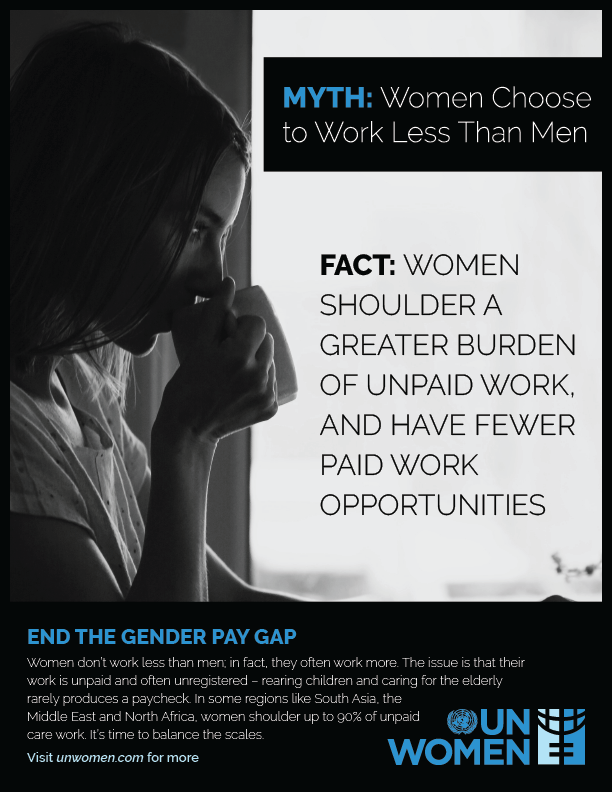 MYTH: Women Choose
to Work Less Than Men
FACT: WOMEN
SHOULDER A
GREATER BURDEN
OF UNPAID WORK,
AND HAVE FEWER
PAID WORK
OPPORTUNITIES
END THE GENDER PAY GAP
Women don't work less than men; in fact, they often work more. The issue is that their
work is unpaid and often unregistered – rearing children and caring for the elderly
rarely produces a paycheck. In some regions like South Asia, the
Middle East and North Africa, women shoulder up to 90% of unpaid
care work. It's time to balance the scales.
Visit unwomen.com for more
UN
WOMEN